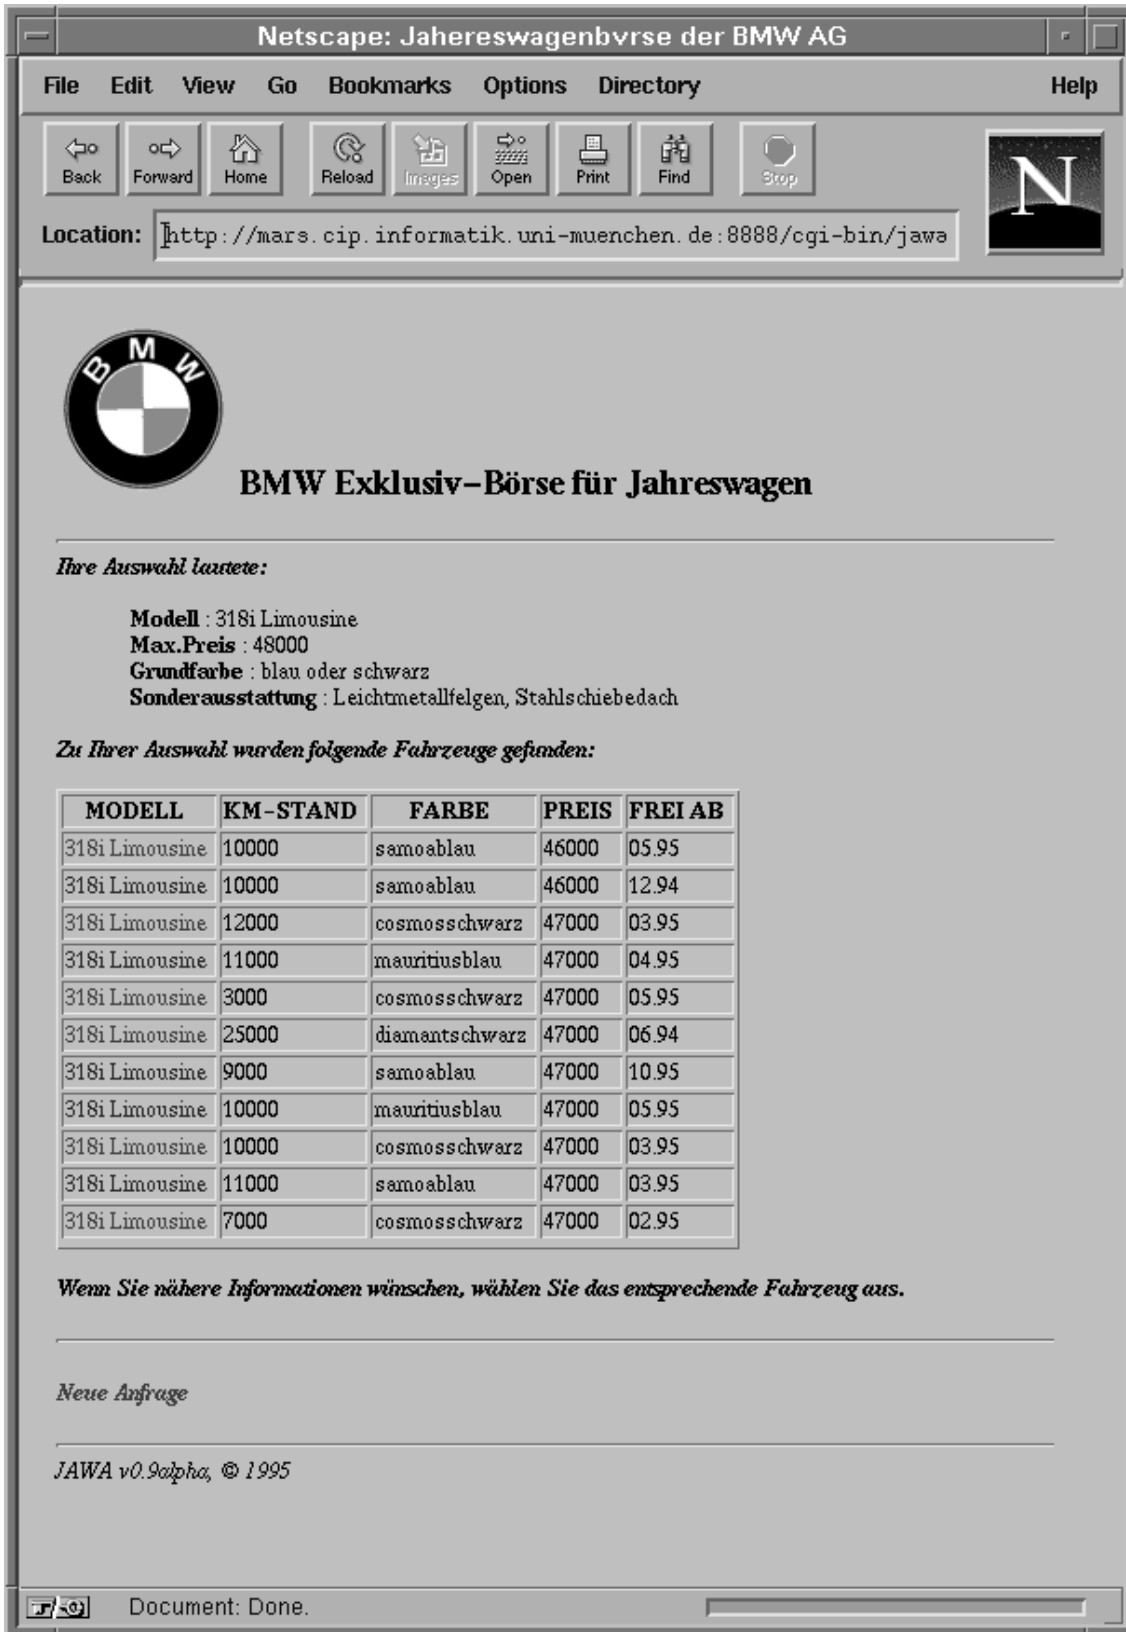 Netscape: Jahereswagenbvrse der BMW AG
File Edit View Go Bookmarks Options Directory Help
Back Forward Home Reload Images Open Print Find Stop
N
Location: http://mars.cip.informatik.uni-muenchen.de:8888/cgi-bin/jawa
BMW
BMW Exklusiv-Börse für Jahreswagen
Ihre Auswahl lautete:
Modell : 318i Limousine
Max.Preis : 48000
Grundfarbe : blau oder schwarz
Sonderausstattung : Leichtmetallfelgen, Stahlschiebedach
Zu Ihrer Auswahl wurden folgende Fahrzeuge gefunden:
MODELL KM-STAND FARBE PREIS FREI AB
318i Limousine 10000 samoablau 46000 05.95
318i Limousine 10000 samoablau 46000 12.94
318i Limousine 12000 cosmosschwarz 47000 03.95
318i Limousine 11000 mauritiusblau 47000 04.95
318i Limousine 3000 cosmosschwarz 47000 05.95
318i Limousine 25000 diamantschwarz 47000 06.94
318i Limousine 9000 samoablau 47000 10.95
318i Limousine 10000 mauritiusblau 47000 05.95
318i Limousine 10000 cosmosschwarz 47000 03.95
318i Limousine 11000 samoablau 47000 03.95
318i Limousine 7000 cosmosschwarz 47000 02.95
Wenn Sie nähere Informationen wünschen, wählen Sie das entsprechende Fahrzeug aus.
Neue Anfrage
JAWA v0.9alpha, © 1995
Document: Done.